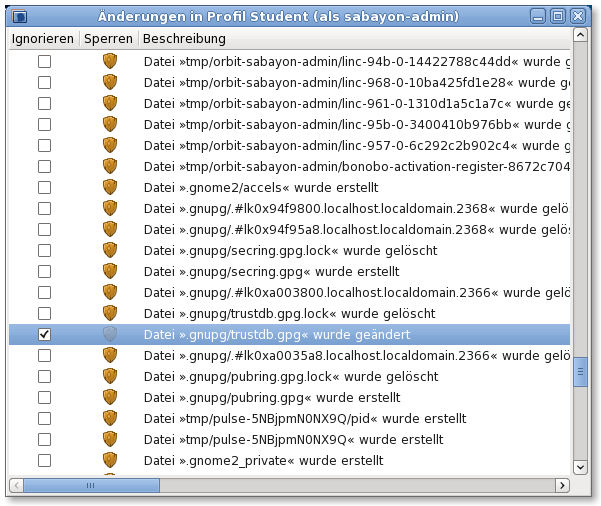 Änderungen in Profil Student (als sabayon-admin)
Ignorieren Sperren Beschreibung
Datei »tmp/orbit-sabayon-admin/linc-94b-0-14422788c44dd« wurde g
Datei »tmp/orbit-sabayon-admin/linc-968-0-10ba425fd1e28« wurde ge
Datei »tmp/orbit-sabayon-admin/linc-961-0-1310d1a5c1a7c« wurde ge
Datei »tmp/orbit-sabayon-admin/linc-95b-0-3400410b976bb« wurde g
Datei »tmp/orbit-sabayon-admin/linc-957-0-6c292c2b902c4« wurde ge
Datei »tmp/orbit-sabayon-admin/bonobo-activation-register-8672c704
Datei ».gnome2/accels« wurde erstellt
Datei ».gnupg/.#lk0x94f9800.localhost.localdomain.2368« wurde gelös
Datei ».gnupg/.#lk0x94f95a8.localhost.localdomain.2368« wurde gelös
Datei ».gnupg/secring.gpg.lock« wurde gelöscht
Datei ».gnupg/secring.gpg« wurde erstellt
Datei ».gnupg/.#lk0xa003800.localhost.localdomain.2366« wurde gelö
Datei ».gnupg/trustdb.gpg.lock« wurde gelöscht
Datei ».gnupg/trustdb.gpg« wurde geändert
Datei ».gnupg/.#lk0xa0035a8.localhost.localdomain.2366« wurde gelö
Datei ».gnupg/pubring.gpg.lock« wurde gelöscht
Datei ».gnupg/pubring.gpg« wurde erstellt
Datei »tmp/pulse-5NBjpmN0NX9Q/pid« wurde erstellt
Datei »tmp/pulse-5NBjpmN0NX9Q« wurde erstellt
Datei ».gnome2_private« wurde erstellt